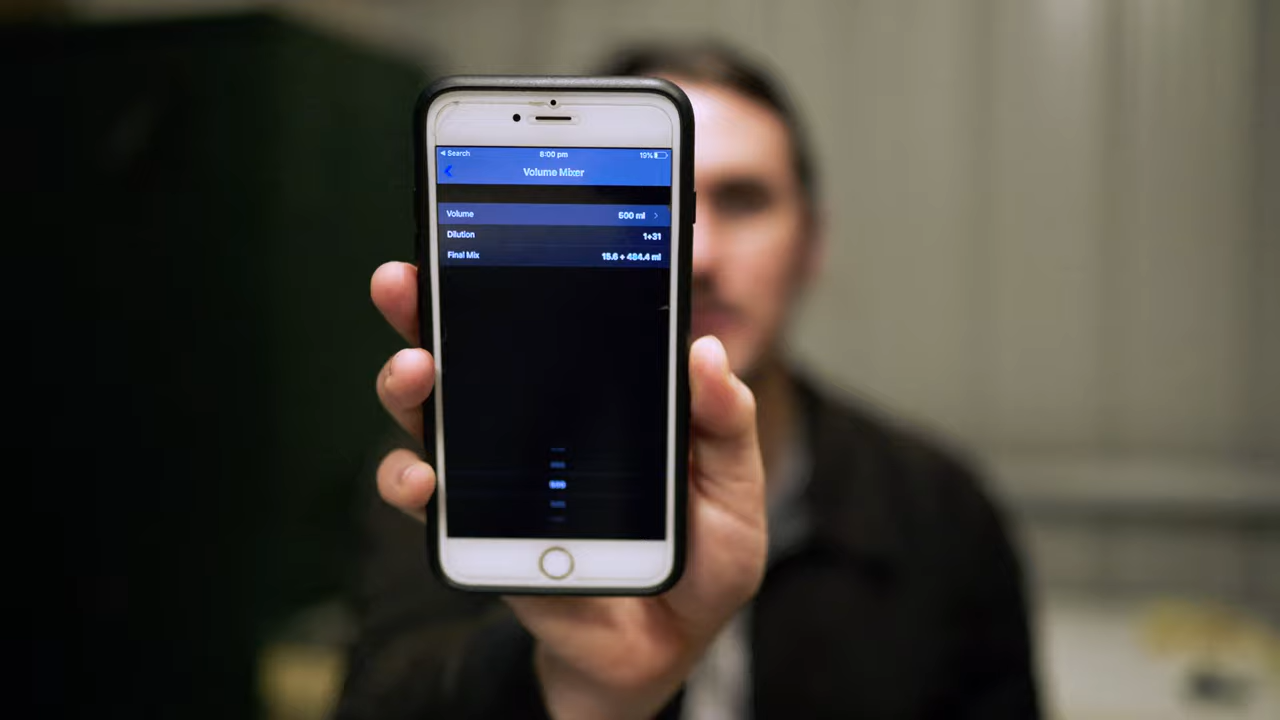 ◀ Search 8:00 pm 19%
Volume Mixer
Volume 500 ml >
Dilution 1+31
Final Mix 15.6 + 484.4 ml
500